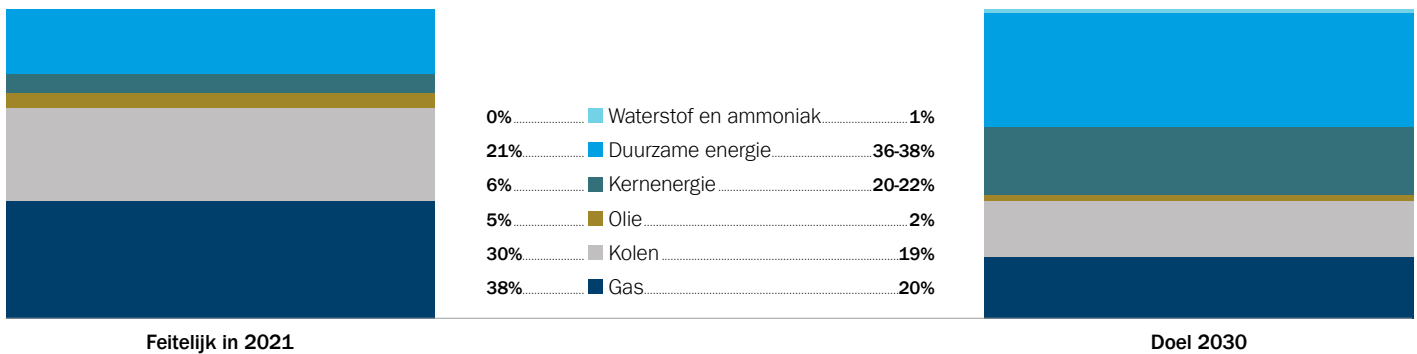 0% Waterstof en ammoniak 1%
21% Duurzame energie 36-38%
6% Kernenergie 20-22%
5% Olie 2%
30% Kolen 19%
38% Gas 20%
Feitelijk in 2021 Doel 2030